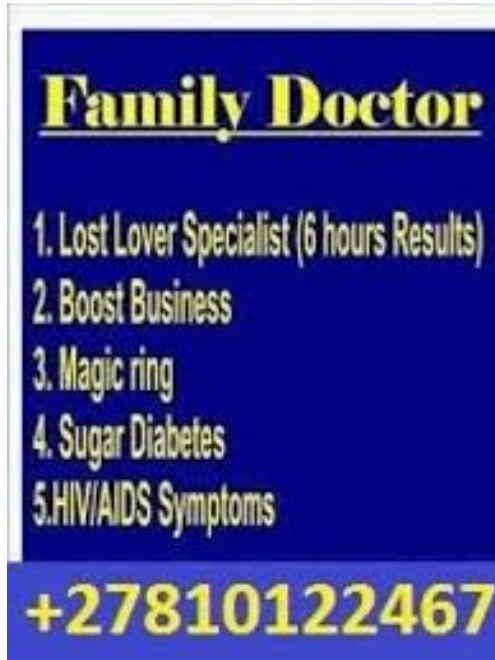 Family Doctor
1. Lost Lover Specialist (6 hours Results)
2. Boost Business
3. Magic ring
4. Sugar Diabetes
5.HIV/AIDS Symptoms
+27810122467